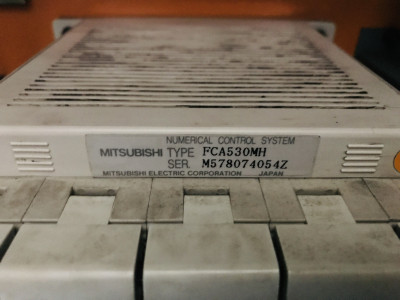 NUMERICAL CONTROL SYSTEM
MITSUBISHI TYPE FCA530MH
SER. M578074054Z
MITSUBISHI ELECTRIC CORPORATION JAPAN